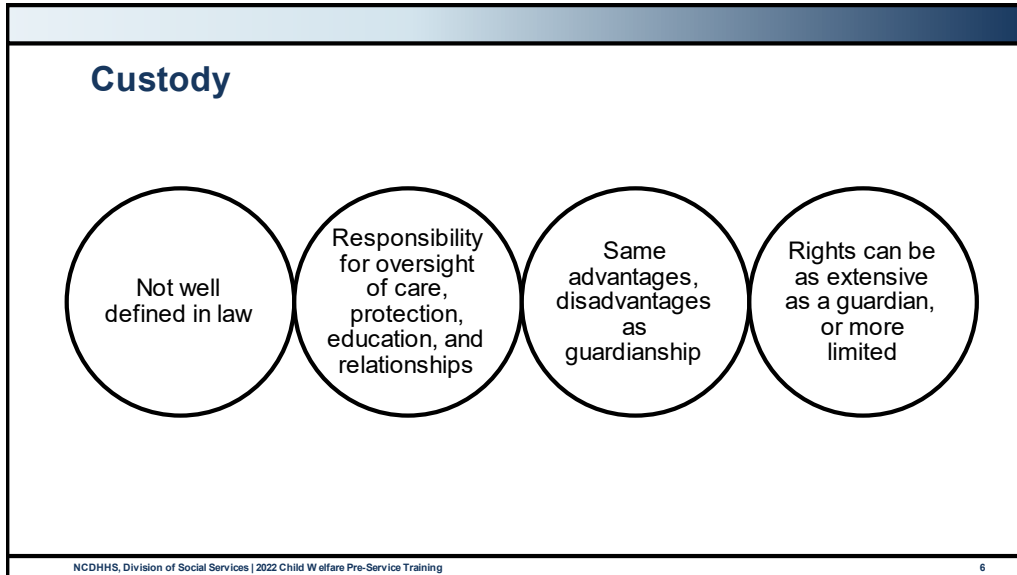 Custody
Not well
defined in law
Responsibility
for oversight
of care,
protection,
education, and
relationships
Same
advantages,
disadvantages
as
guardianship
Rights can be
as extensive
as a guardian,
or more
limited
NCDHHS, Division of Social Services | 2022 Child Welfare Pre-Service Training
6